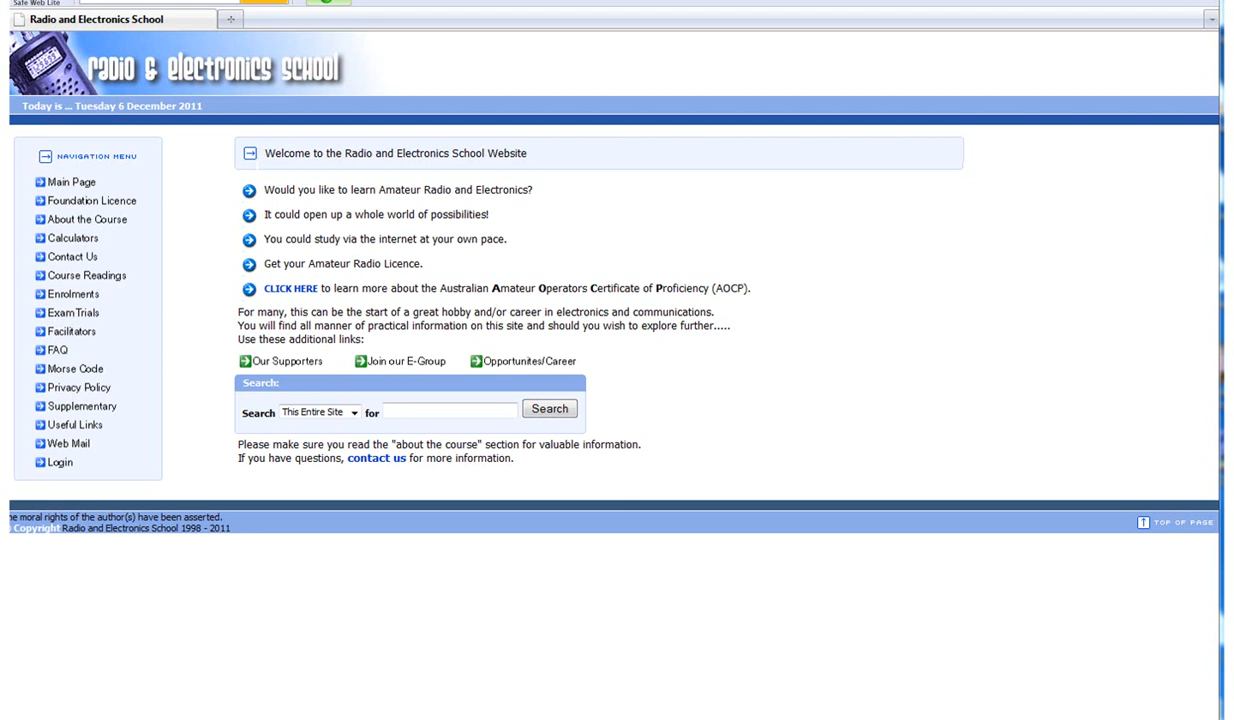 Safe Web Lite
Radio and Electronics School
radio & electronics school
Today is ... Tuesday 6 December 2011
NAVIGATION MENU
Main Page
Foundation Licence
About the Course
Calculators
Contact Us
Course Readings
Enrolments
Exam Trials
Facilitators
FAQ
Morse Code
Privacy Policy
Supplementary
Useful Links
Web Mail
Login
Welcome to the Radio and Electronics School Website
Would you like to learn Amateur Radio and Electronics?
It could open up a whole world of possibilities!
You could study via the internet at your own pace.
Get your Amateur Radio Licence.
CLICK HERE to learn more about the Australian Amateur Operators Certificate of Proficiency (AOCP).
For many, this can be the start of a great hobby and/or career in electronics and communications.
You will find all manner of practical information on this site and should you wish to explore further.....
Use these additional links:
Our Supporters Join our E-Group Opportunites/Career
Search:
Search This Entire Site for Search
Please make sure you read the "about the course" section for valuable information.
If you have questions, contact us for more information.
he moral rights of the author(s) have been asserted.
© Copyright Radio and Electronics School 1998 - 2011
TOP OF PAGE